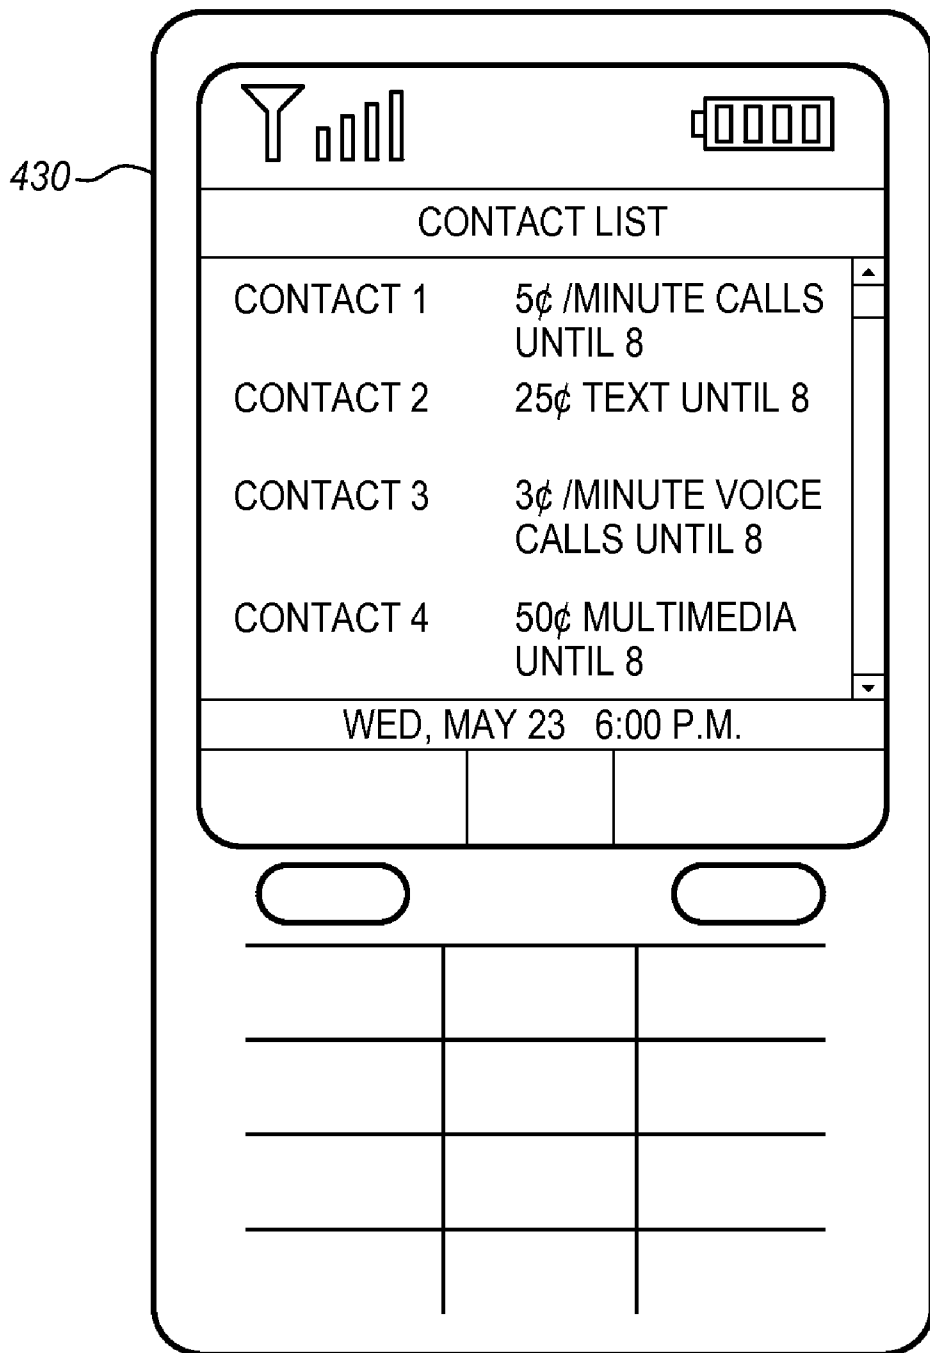 430
CONTACT LIST
CONTACT 1 5¢ /MINUTE CALLS
UNTIL 8
CONTACT 2 25¢ TEXT UNTIL 8
CONTACT 3 3¢ /MINUTE VOICE
CALLS UNTIL 8
CONTACT 4 50¢ MULTIMEDIA
UNTIL 8
WED, MAY 23 6:00 P.M.